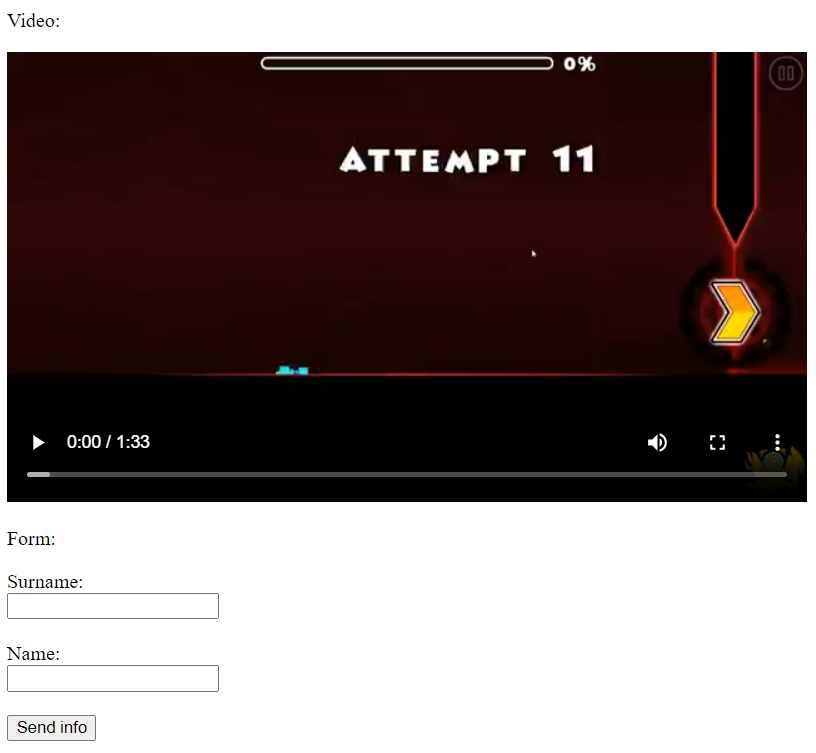 Video:
0%
ATTEMPT 11
0:00 / 1:33
Form:
Surname:
Name:
Send info